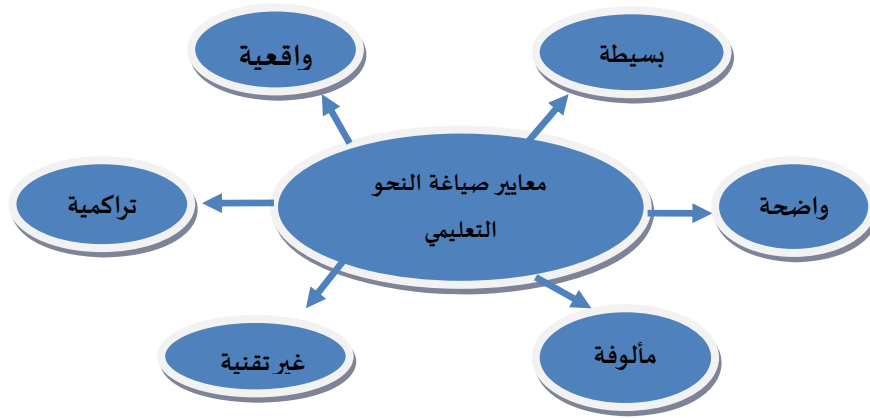 بسيطة
واقعية
معايير صياغة النحو
التعليمي
واضحة
تراكمية
مألوفة
غير تقنية